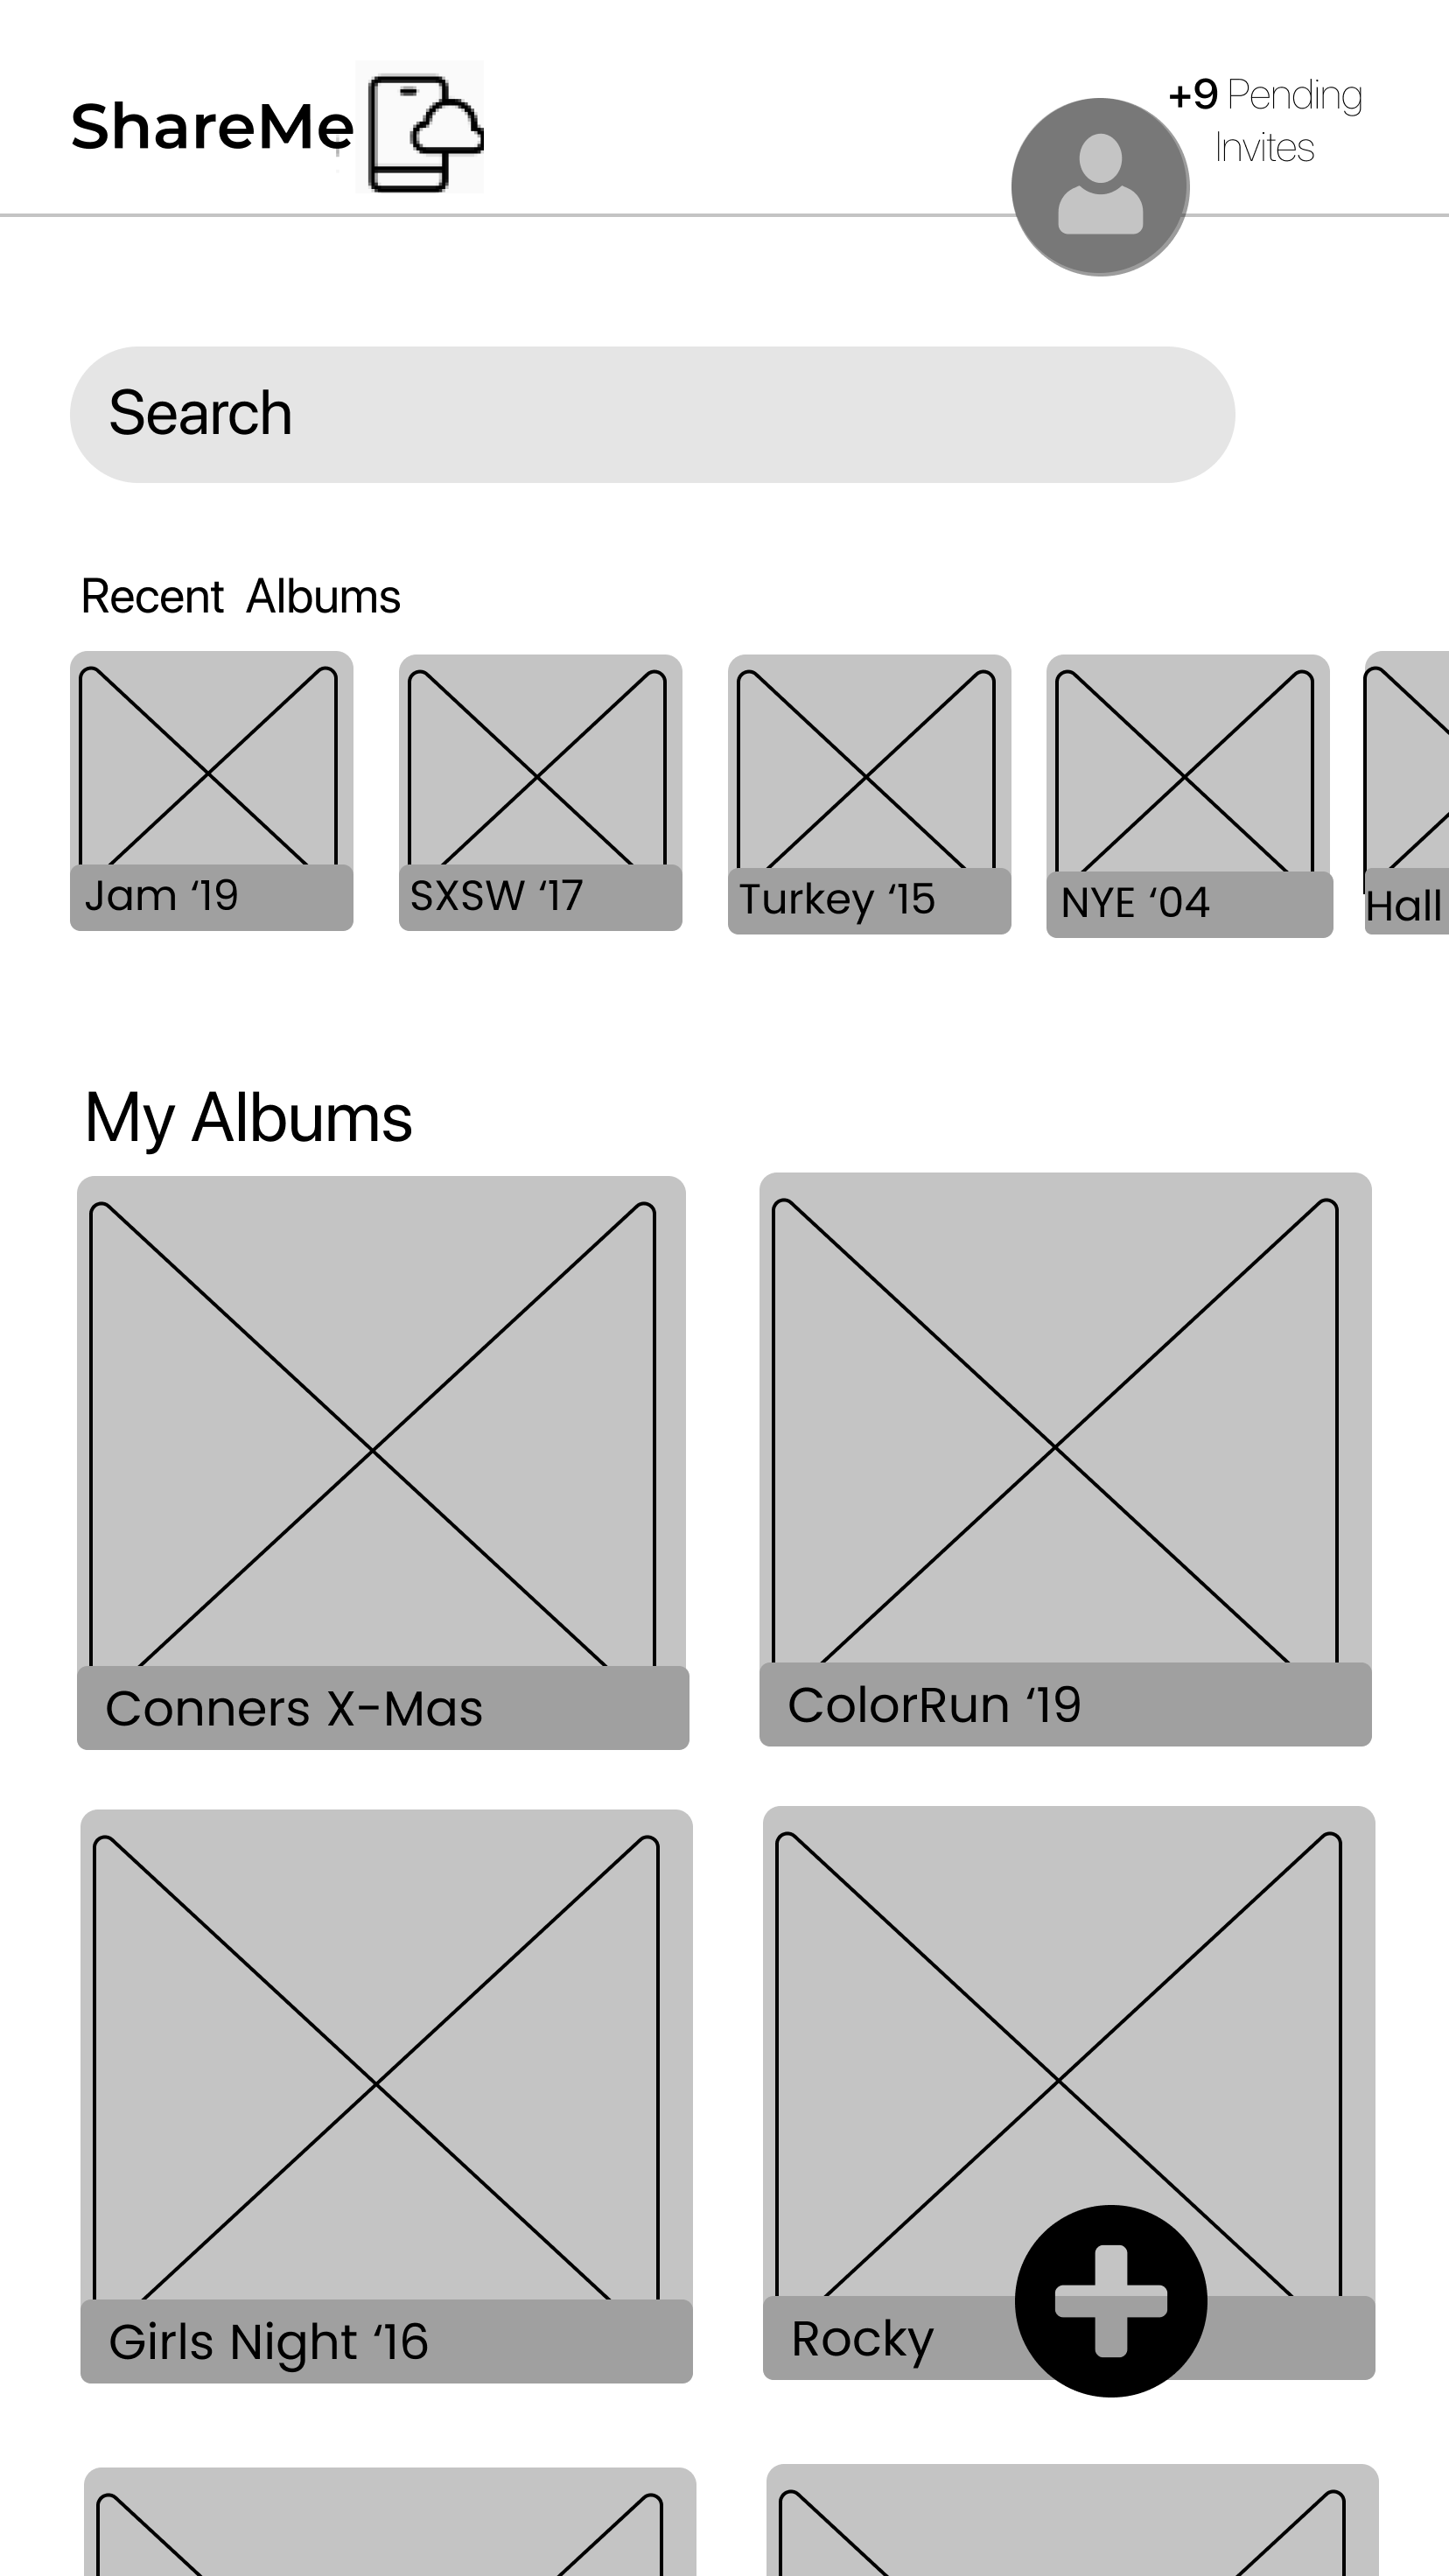 ShareMe
+9 Pending
Invites
Search
Recent Albums
Jam ‘19
SXSW ‘17
Turkey ‘15
NYE ‘04
Hall
My Albums
Conners X-Mas
ColorRun ‘19
Girls Night ‘16
Rocky